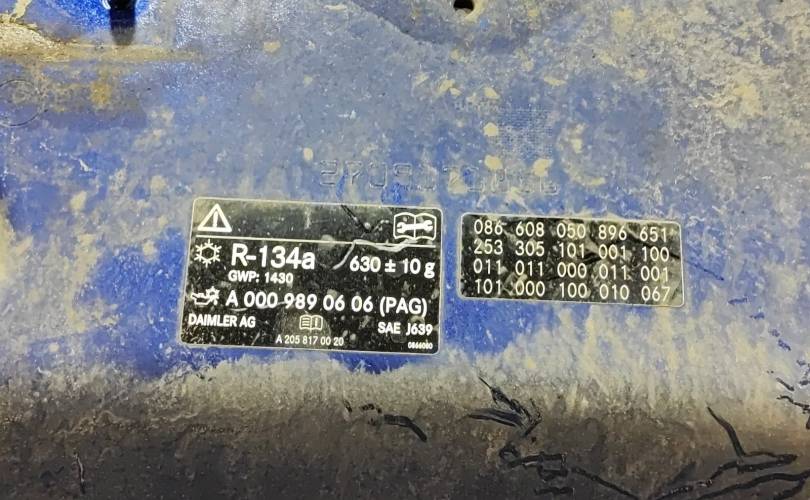 R-134a 630 ± 10 g
GWP: 1430
A 000 989 06 06 (PAG)
DAIMLER AG SAE J639
A 205 817 00 20
086 608 050 896 651
253 305 101 001 100
011 011 000 011 001
101 000 100 010 067